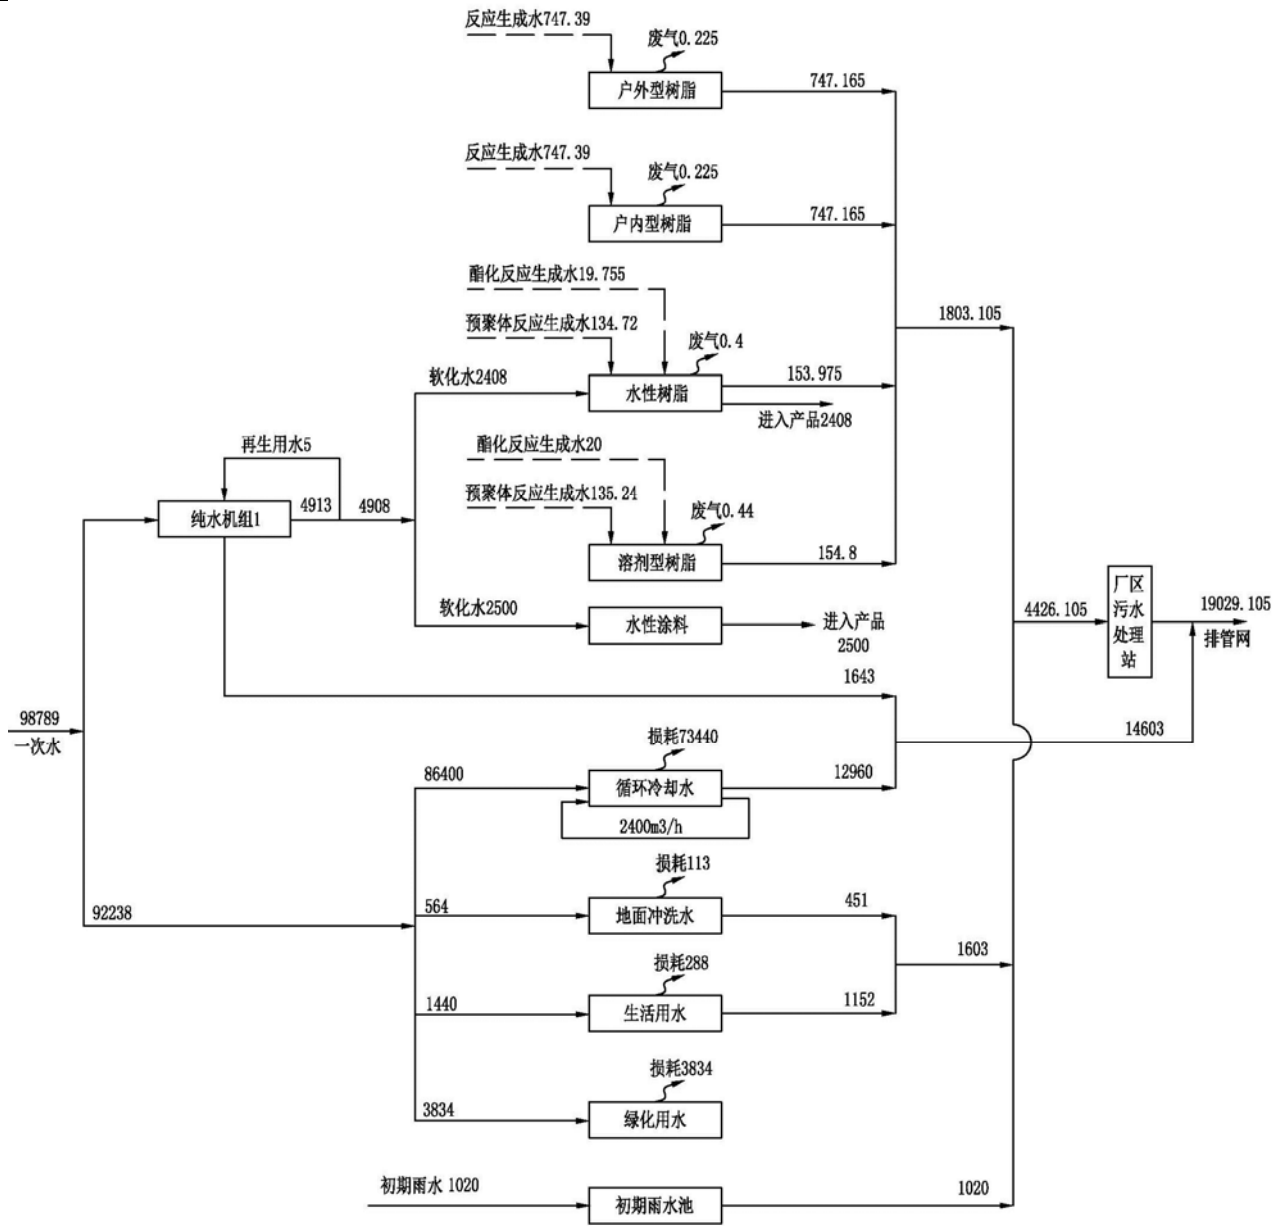 反应生成水747.39
废气0.225
户外型树脂
747.165
反应生成水747.39
废气0.225
户内型树脂
747.165
酯化反应生成水19.755
预聚体反应生成水134.72
废气0.4
1803.105
软化水2408
水性树脂
153.975
进入产品2408
再生用水5
酯化反应生成水20
预聚体反应生成水135.24
废气0.44
纯水机组1
4913
4908
溶剂型树脂
154.8
软化水2500
水性涂料
进入产品
2500
4426.105
厂区
污水
处理
站
19029.105
排管网
1643
98789
一次水
14603
损耗73440
86400
循环冷却水
12960
2400m3/h
损耗113
92238
564
地面冲洗水
451
1603
损耗288
1440
生活用水
1152
损耗3834
3834
绿化用水
初期雨水 1020
初期雨水池
1020